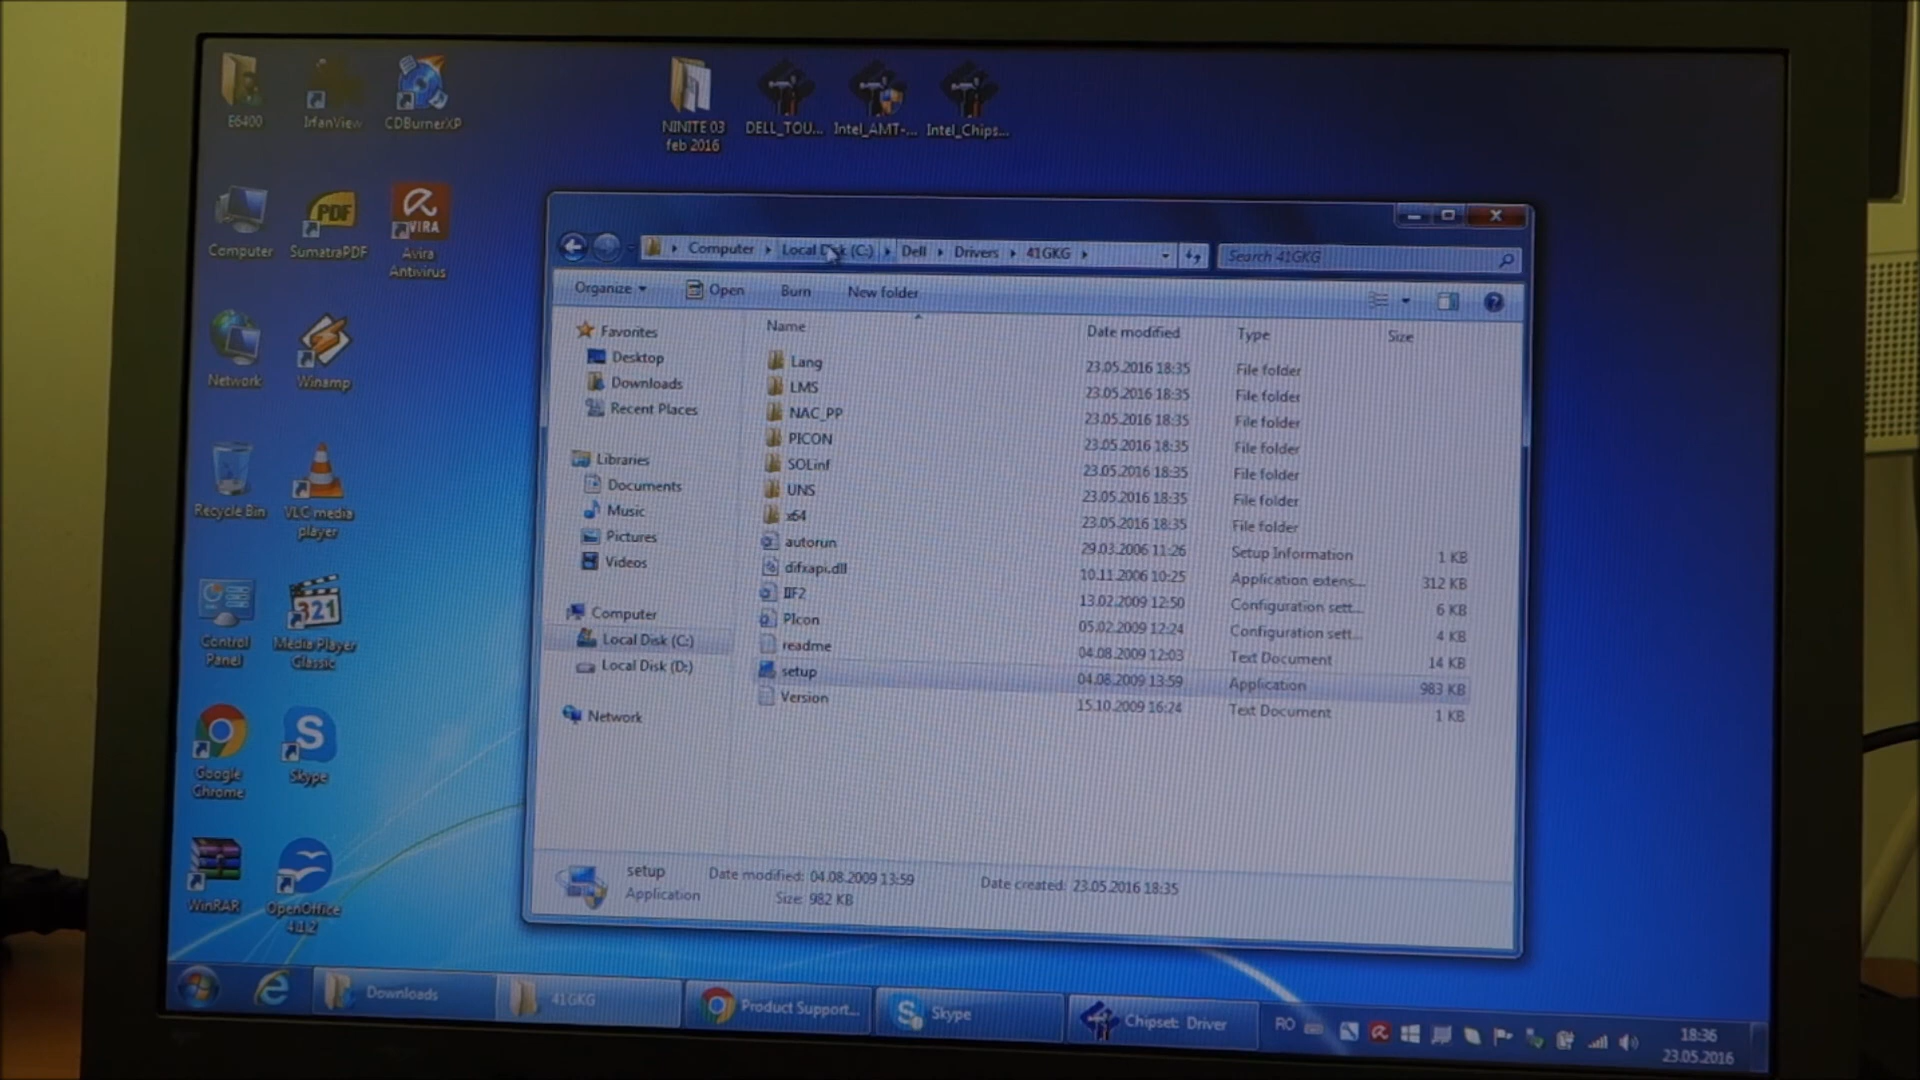 E6400
IrfanView
CDBurnerXP
NINITE 03
feb 2016
DELL_TOU...
Intel_AMT-...
Intel_Chips...
Computer
PDF
SumatraPDF
AVIRA
Avira
Antivirus
Network
Winamp
Recycle Bin
VLC media
player
Control
Panel
321
Media Player
Classic
Google
Chrome
Skype
WinRAR
OpenOffice
4.1.2
Computer
Local Disk (C:)
Dell
Drivers
41GKG
Search 41GKG
Organize
Open
Burn
New folder
Favorites
Desktop
Downloads
Recent Places
Libraries
Documents
Music
Pictures
Videos
Computer
Local Disk (C:)
Local Disk (D:)
Network
Name Date modified Type Size
Lang 23.05.2016 18:35 File folder
LMS 23.05.2016 18:35 File folder
NAC_PP 23.05.2016 18:35 File folder
PICON 23.05.2016 18:35 File folder
SOLinf 23.05.2016 18:35 File folder
UNS 23.05.2016 18:35 File folder
x64 23.05.2016 18:35 File folder
autorun 29.03.2006 11:26 Setup Information 1 KB
difxapi.dll 10.11.2006 10:25 Application extens... 312 KB
IIF2 13.02.2009 12:50 Configuration sett... 6 KB
PIcon 05.02.2009 12:24 Configuration sett... 4 KB
readme 04.08.2009 12:03 Text Document 14 KB
setup 04.08.2009 13:59 Application 983 KB
Version 15.10.2009 16:24 Text Document 1 KB
setup Date modified: 04.08.2009 13:59 Date created: 23.05.2016 18:35
Application Size: 982 KB
Downloads
41GKG
Product Support...
Skype
Chipset: Driver
RO
18:36
23.05.2016